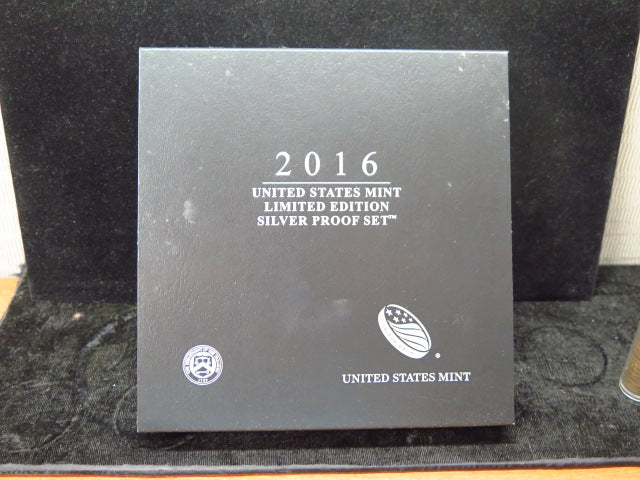 2016
UNITED STATES MINT
LIMITED EDITION
SILVER PROOF SET™
UNITED STATES MINT